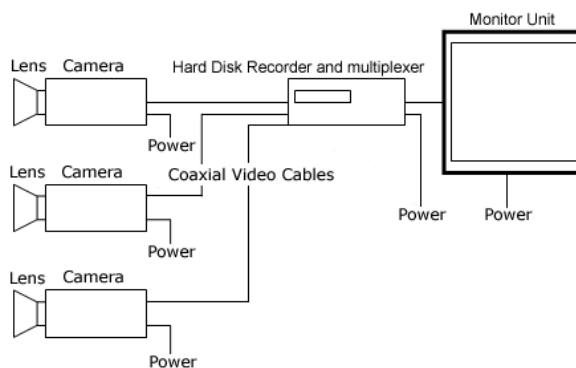 Monitor Unit
Lens Camera
Hard Disk Recorder and multiplexer
Power
Lens Camera
Coaxial Video Cables
Power
Power
Power
Lens Camera
Power